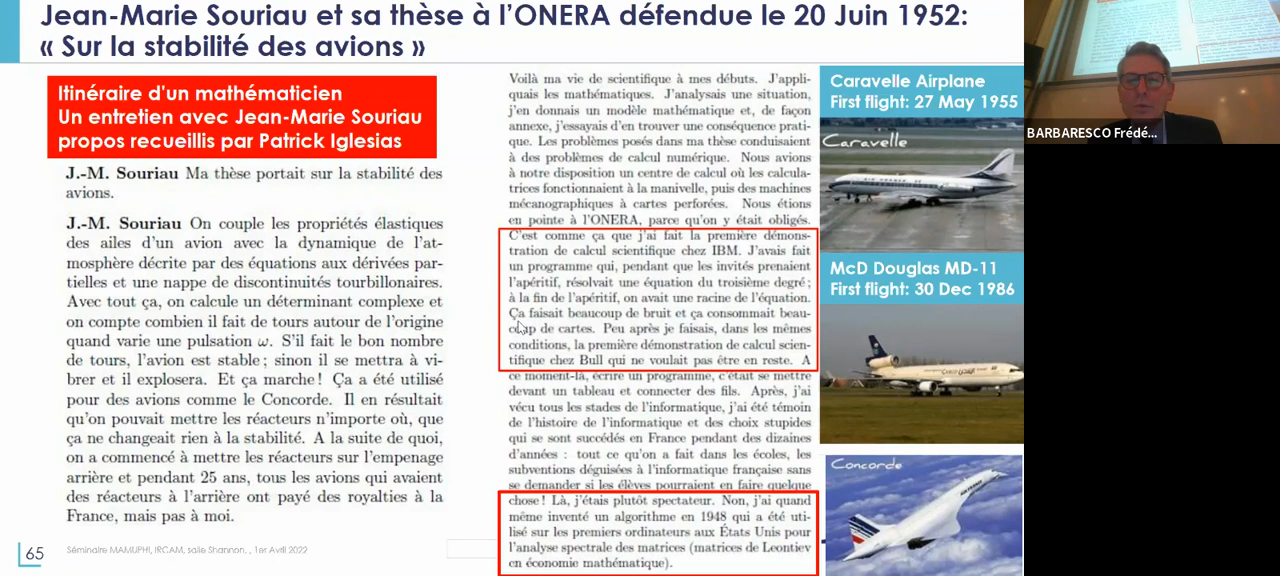 Jean-Marie Souriau et sa thèse à l'ONERA défendue le 20 Juin 1952:
« Sur la stabilité des avions »
Itinéraire d'un mathématicien
Un entretien avec Jean-Marie Souriau
propos recueillis par Patrick Iglesias
J.-M. Souriau Ma thèse portait sur la stabilité des
avions.
J.-M. Souriau On couple les propriétés élastiques
des ailes d'un avion avec la dynamique de l'at-
mosphère décrite par des équations aux dérivées par-
tielles et une nappe de discontinuités tourbillonaires.
Avec tout ça, on calcule un déterminant complexe et
on compte combien il fait de tours autour de l'origine
quand varie une pulsation ω. S'il fait le bon nombre
de tours, l'avion est stable ; sinon il se mettra à vi-
brer et il explosera. Et ça marche ! Ça a été utilisé
pour des avions comme le Concorde. Il en résultait
qu'on pouvait mettre les réacteurs n'importe où, que
ça ne changeait rien à la stabilité. A la suite de quoi,
on a commencé à mettre les réacteurs sur l'empenage
arrière et pendant 25 ans, tous les avions qui avaient
des réacteurs à l'arrière ont payé des royalties à la
France, mais pas à moi.
Voilà ma vie de scientifique à mes débuts. J'appli-
quais les mathématiques. J'analysais une situation,
j'en donnais un modèle mathématique et, de façon
annexe, j'essayais d'en trouver une conséquence prati-
que. Les problèmes posés dans ma thèse conduisaient
à des problèmes de calcul numérique. Nous avions
à notre disposition un centre de calcul où les calcula-
trices fonctionnaient à la manivelle, puis des machines
mécanographiques à cartes perforées. Nous étions
en pointe à l'ONERA, parce qu'on y était obligés.
C'est comme ça que j'ai fait la première démons-
tration de calcul scientifique chez IBM. J'avais fait
un programme qui, pendant que les invités prenaient
l'apéritif, résolvait une équation du troisième degré ;
à la fin de l'apéritif, on avait une racine de l'équation.
Ça faisait beaucoup de bruit et ça consommait beau-
coup de cartes. Peu après je faisais, dans les mêmes
conditions, la première démonstration de calcul scien-
tifique chez Bull qui ne voulait pas être en reste. A
ce moment-là, écrire un programme, c'était se mettre
devant un tableau et connecter des fils. Après, j'ai
vécu tous les stades de l'informatique, j'ai été témoin
de l'histoire de l'informatique et des choix stupides
qui se sont succédés en France pendant des dizaines
d'années : tout ce qu'on a fait dans les écoles, les
subventions déguisées à l'informatique française sans
se demander si les élèves pourraient en faire quelque
chose ! Là, j'étais plutôt spectateur. Non, j'ai quand
même inventé un algorithme en 1948 qui a été uti-
lisé sur les premiers ordinateurs aux États Unis pour
l'analyse spectrale des matrices (matrices de Leontiev
en économie mathématique).
Caravelle Airplane
First flight: 27 May 1955
Caravelle
McD Douglas MD-11
First flight: 30 Dec 1986
Concorde
BARBARESCO Frédé...
65
Séminaire MAMUPHI, IRCAM, salle Shannon, , 1er Avril 2022